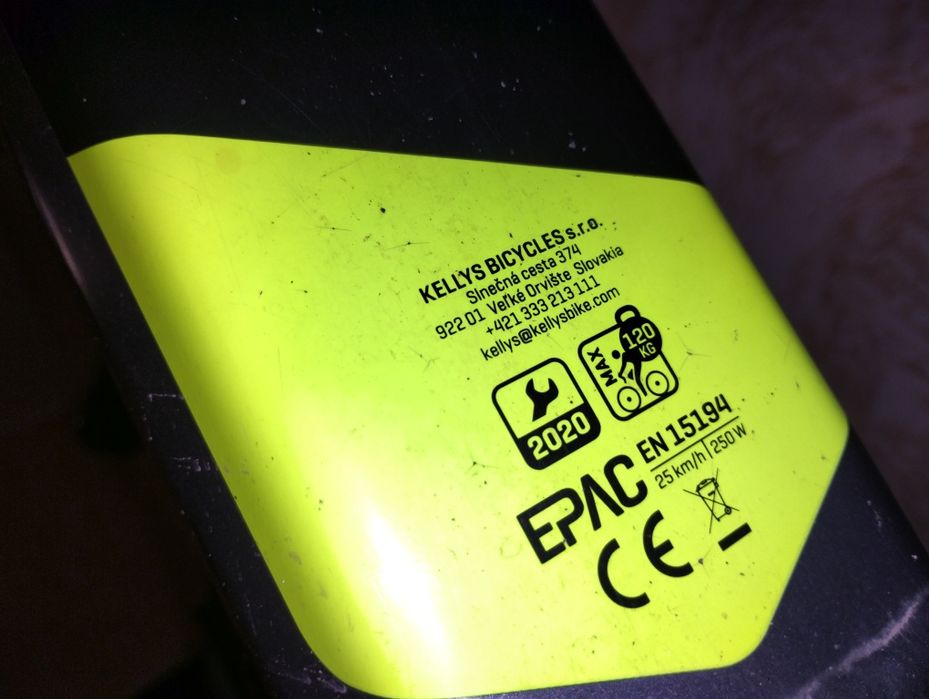 KELLYS BICYCLES s.r.o.
Slnečná cesta 374
922 01 Veľké Orvište Slovakia
+421 333 213 111
kellys@kellysbike.com
2020
MAX 120 KG
EPAC EN 15194
25 km/h | 250 W
CE